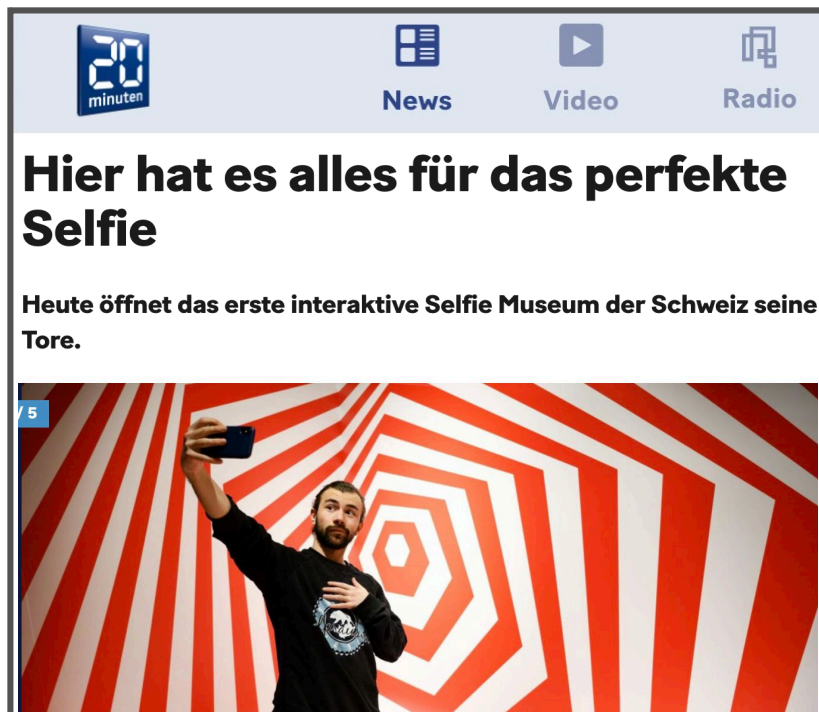 20
minuten
News
Video
Radio
Hier hat es alles für das perfekte
Selfie
Heute öffnet das erste interaktive Selfie Museum der Schweiz seine
Tore.
/ 5